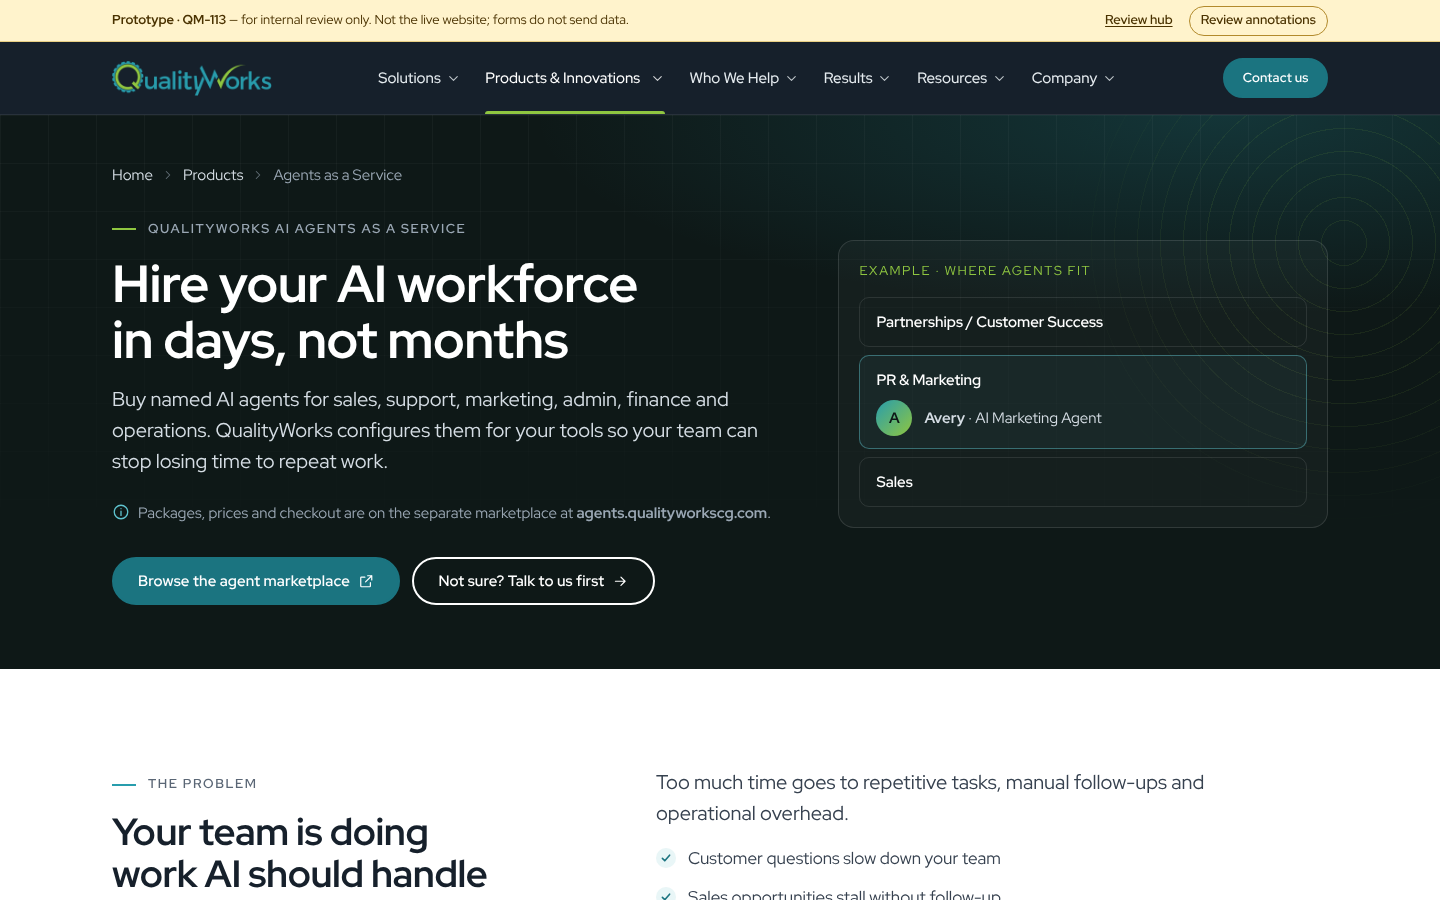 Prototype · QM-113 — for internal review only. Not the live website; forms do not send data.
Review hub
Review annotations
QualityWorks
Solutions
Products & Innovations
Who We Help
Results
Resources
Company
Contact us
Home > Products > Agents as a Service
QUALITYWORKS AI AGENTS AS A SERVICE
Hire your AI workforce
in days, not months
Buy named AI agents for sales, support, marketing, admin, finance and
operations. QualityWorks configures them for your tools so your team can
stop losing time to repeat work.
Packages, prices and checkout are on the separate marketplace at agents.qualityworkscg.com.
Browse the agent marketplace
Not sure? Talk to us first →
EXAMPLE · WHERE AGENTS FIT
Partnerships / Customer Success
PR & Marketing
A
Avery · AI Marketing Agent
Sales
THE PROBLEM
Your team is doing
work AI should handle
Too much time goes to repetitive tasks, manual follow-ups and
operational overhead.
Customer questions slow down your team
Sales opportunities stall without follow-up